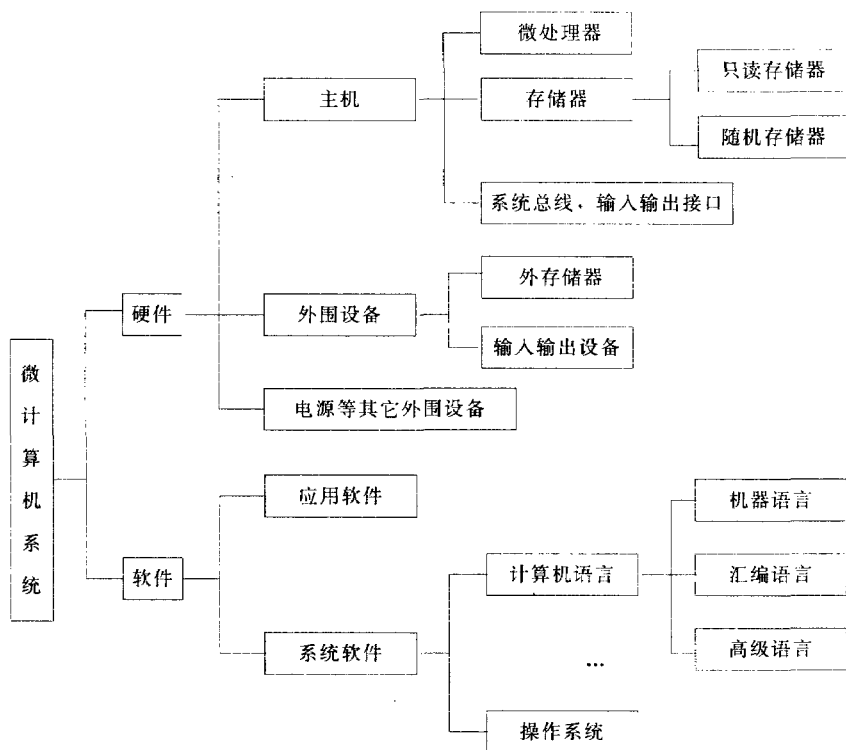 微处理器
只读存储器
主机
存储器
随机存储器
系统总线、输入输出接口
外存储器
硬件
外围设备
输入输出设备
微计算机系统
电源等其它外围设备
应用软件
机器语言
软件
计算机语言
汇编语言
系统软件
...
高级语言
操作系统